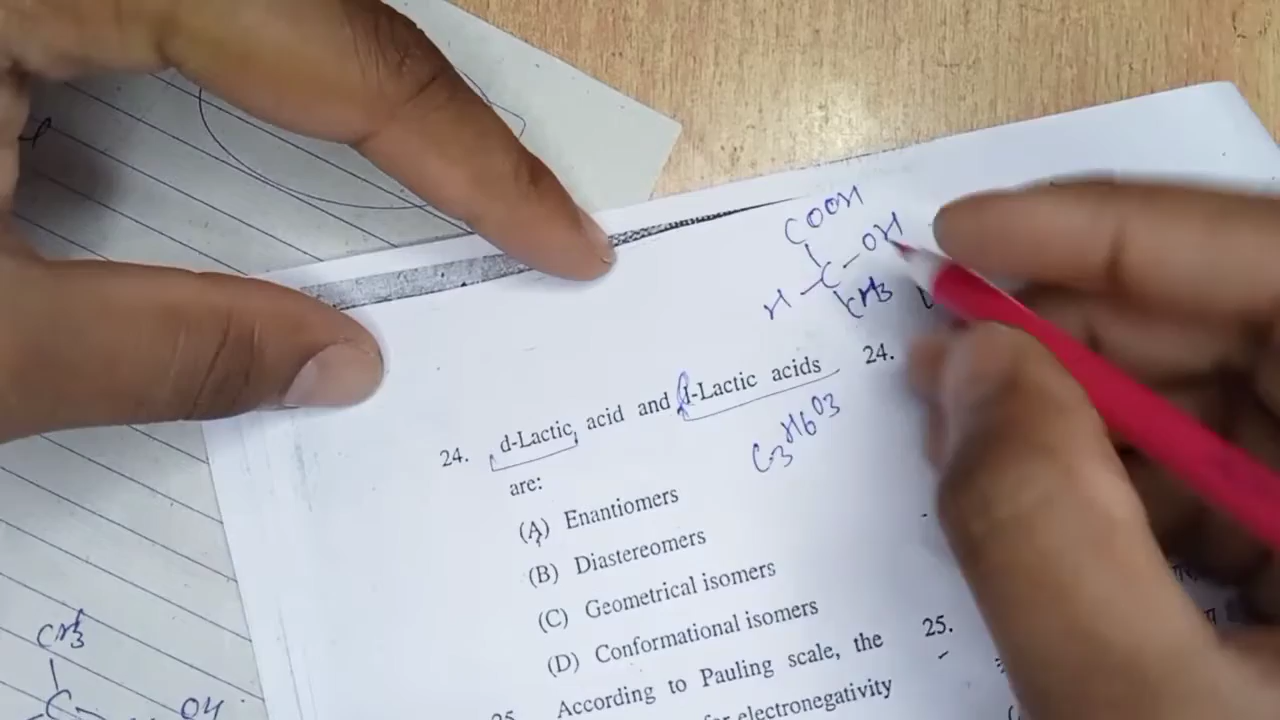 COOH
C
OH
H
CH3
24. d-Lactic acid and l-Lactic acids
are:
C3H6O3
(A) Enantiomers
(B) Diastereomers
(C) Geometrical isomers
(D) Conformational isomers
According to Pauling scale, the
electronegativity
24.
25.
CH3
C
OH